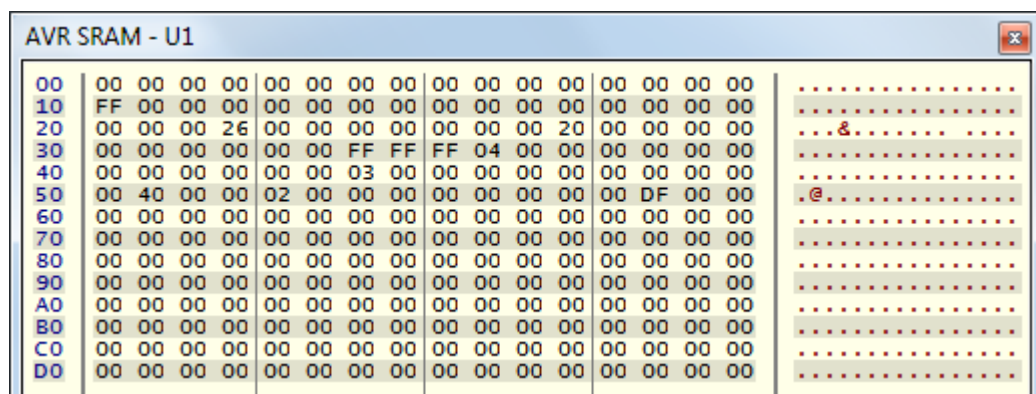 AVR SRAM - U1
00 00 00 00 00 00 00 00 00 00 00 00 00 00 00 00 00 ................
10 FF 00 00 00 00 00 00 00 00 00 00 00 00 00 00 00 ................
20 00 00 00 26 00 00 00 00 00 00 00 20 00 00 00 00 ...&....... ....
30 00 00 00 00 00 00 FF FF FF 04 00 00 00 00 00 00 ................
40 00 00 00 00 00 00 03 00 00 00 00 00 00 00 00 00 ................
50 00 40 00 00 02 00 00 00 00 00 00 00 00 DF 00 00 .@..............
60 00 00 00 00 00 00 00 00 00 00 00 00 00 00 00 00 ................
70 00 00 00 00 00 00 00 00 00 00 00 00 00 00 00 00 ................
80 00 00 00 00 00 00 00 00 00 00 00 00 00 00 00 00 ................
90 00 00 00 00 00 00 00 00 00 00 00 00 00 00 00 00 ................
A0 00 00 00 00 00 00 00 00 00 00 00 00 00 00 00 00 ................
B0 00 00 00 00 00 00 00 00 00 00 00 00 00 00 00 00 ................
C0 00 00 00 00 00 00 00 00 00 00 00 00 00 00 00 00 ................
D0 00 00 00 00 00 00 00 00 00 00 00 00 00 00 00 00 ................